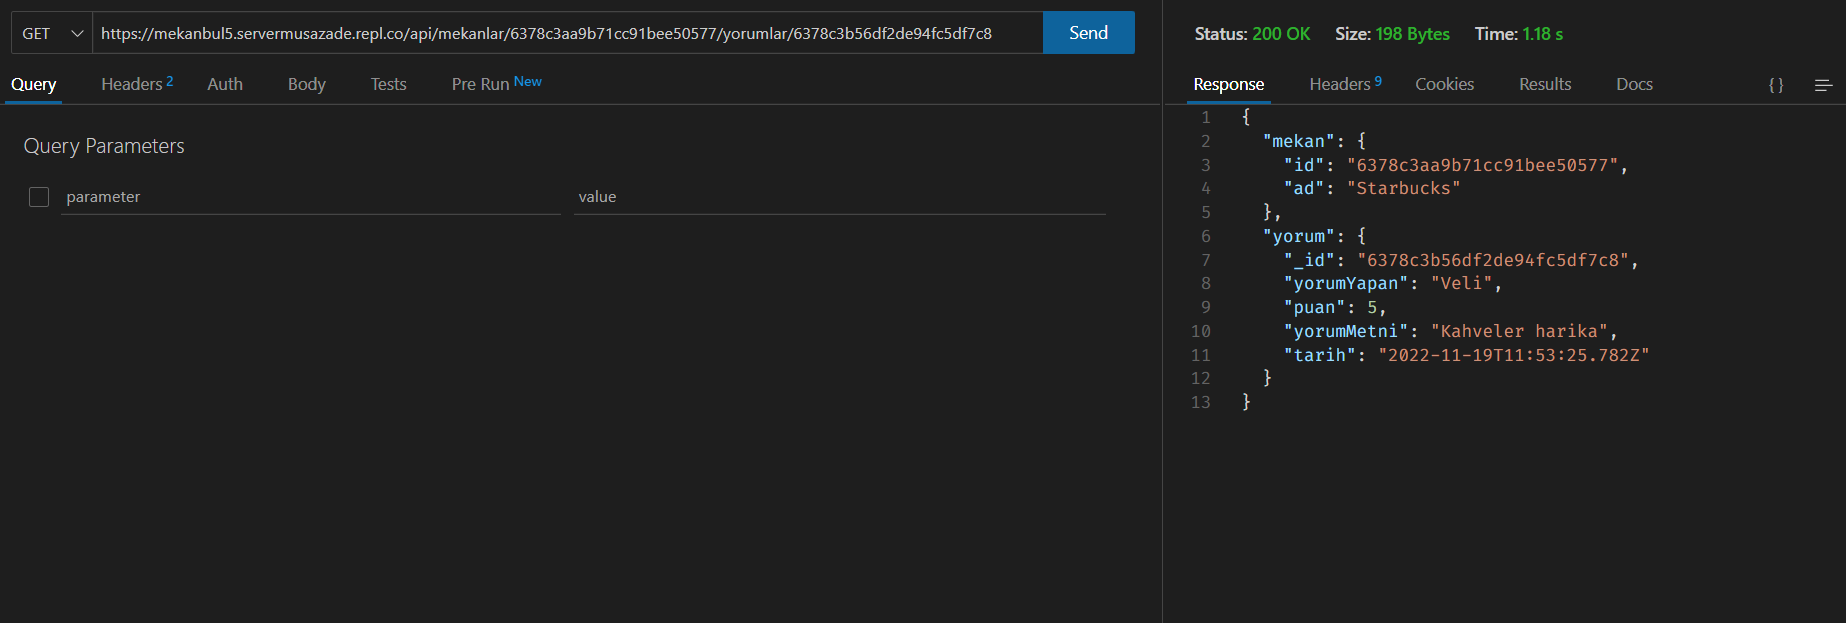 GET https://mekanbul5.servermusazade.repl.co/api/mekanlar/6378c3aa9b71cc91bee50577/yorumlar/6378c3b56df2de94fc5df7c8 Send
Query Headers 2 Auth Body Tests Pre Run New
Query Parameters
parameter value
Status: 200 OK Size: 198 Bytes Time: 1.18 s
Response Headers 9 Cookies Results Docs {}
1 {
2 "mekan": {
3 "id": "6378c3aa9b71cc91bee50577",
4 "ad": "Starbucks"
5 },
6 "yorum": {
7 "_id": "6378c3b56df2de94fc5df7c8",
8 "yorumYapan": "Veli",
9 "puan": 5,
10 "yorumMetni": "Kahveler harika",
11 "tarih": "2022-11-19T11:53:25.782Z"
12 }
13 }